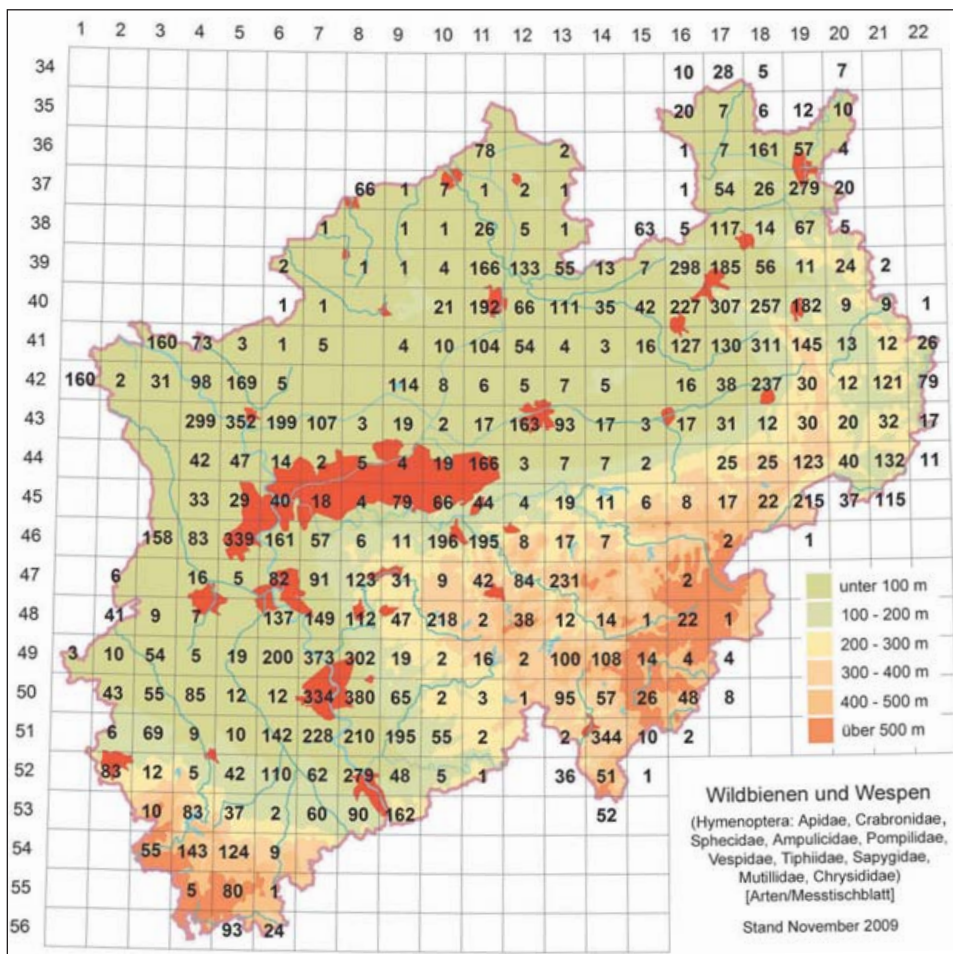 1 2 3 4 5 6 7 8 9 10 11 12 13 14 15 16 17 18 19 20 21 22
34 10 28 5 7
35 20 7 6 12 10
36 78 2 1 7 161 57 4
37 66 1 7 1 2 1 1 54 26 279 20
38 1 1 1 26 5 1 63 5 117 14 67 5
39 2 1 1 4 166 133 55 13 7 298 185 56 11 24 2
40 1 1 21 192 66 111 35 42 227 307 257 182 9 9 1
41 160 73 3 1 5 4 10 104 54 4 3 16 127 130 311 145 13 12 26
42 160 2 31 98 169 5 114 8 6 5 7 5 16 38 237 30 12 121 79
43 299 352 199 107 3 19 2 17 163 93 17 3 17 31 12 30 20 32 17
44 42 47 14 2 5 4 19 166 3 7 7 2 25 25 123 40 132 11
45 33 29 40 18 4 79 66 44 4 19 11 6 8 17 22 215 37 115
46 158 83 339 161 57 6 11 196 195 8 17 7 2 1
47 6 16 5 82 91 123 31 9 42 84 231 2
unter 100 m
48 41 9 7 137 149 112 47 218 2 38 12 14 1 22 1
100 - 200 m
200 - 300 m
49 3 10 54 5 19 200 373 302 19 2 16 2 100 108 14 4 4
300 - 400 m
50 43 55 85 12 12 334 380 65 2 3 1 95 57 26 48 8
400 - 500 m
51 6 69 9 10 142 228 210 195 55 2 2 344 10 2
über 500 m
52 83 12 5 42 110 62 279 48 5 1 36 51 1
53 10 83 37 2 60 90 162 52
54 55 143 124 9
55 5 80 1
56 93 24
Wildbienen und Wespen
(Hymenoptera: Apidae, Crabronidae,
Sphecidae, Ampulicidae, Pompilidae,
Vespidae, Tiphiidae, Sapygidae,
Mutillidae, Chrysididae)
[Arten/Messtischblatt]
Stand November 2009